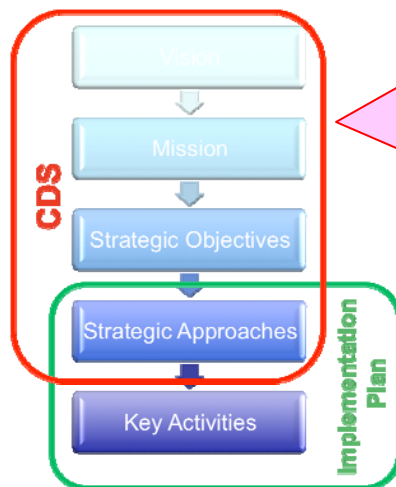 Vision
Mission
CDS
Strategic Objectives
Strategic Approaches
Implementation
Plan
Key Activities